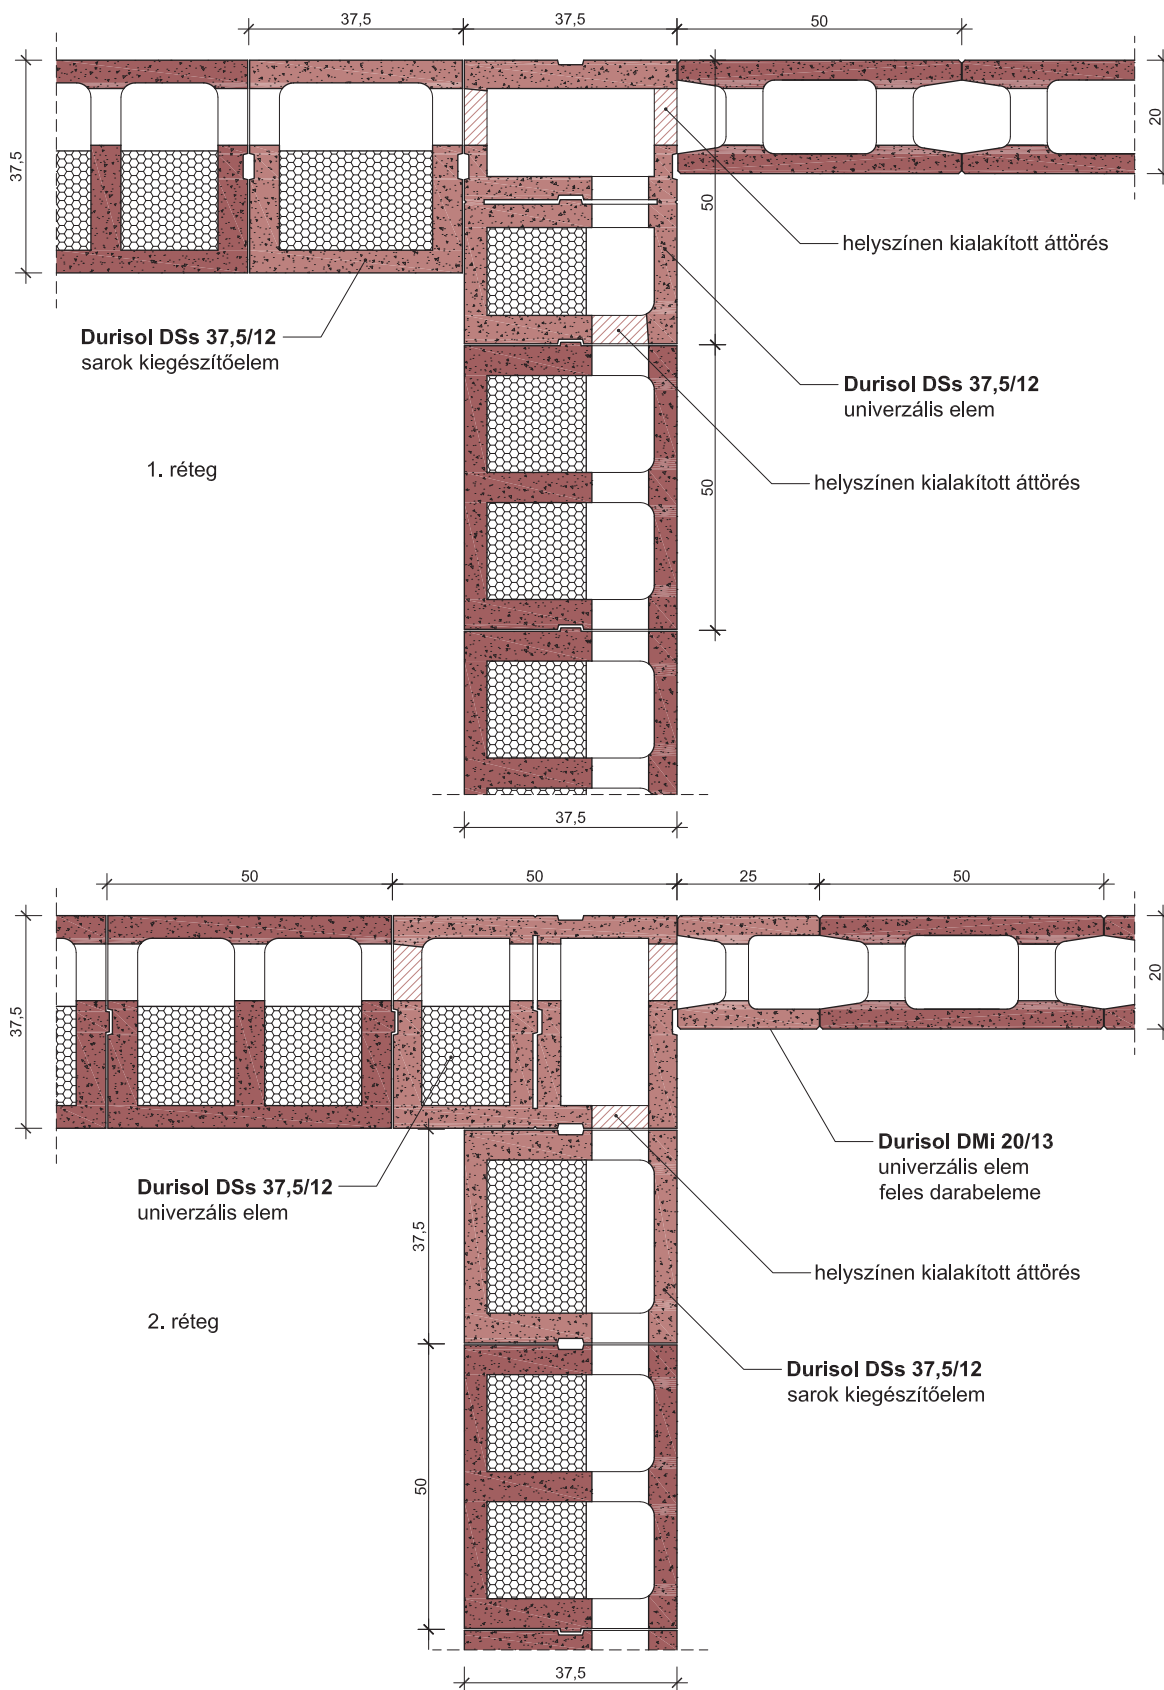 37,5
37,5
50
37,5
20
50
helyszínen kialakított áttörés
Durisol DSs 37,5/12
sarok kiegészítőelem
Durisol DSs 37,5/12
univerzális elem
1. réteg
helyszínen kialakított áttörés
50
37,5
50
50
25
50
37,5
20
Durisol DMi 20/13
univerzális elem
feles darabeleme
Durisol DSs 37,5/12
univerzális elem
37,5
helyszínen kialakított áttörés
2. réteg
Durisol DSs 37,5/12
sarok kiegészítőelem
50
37,5